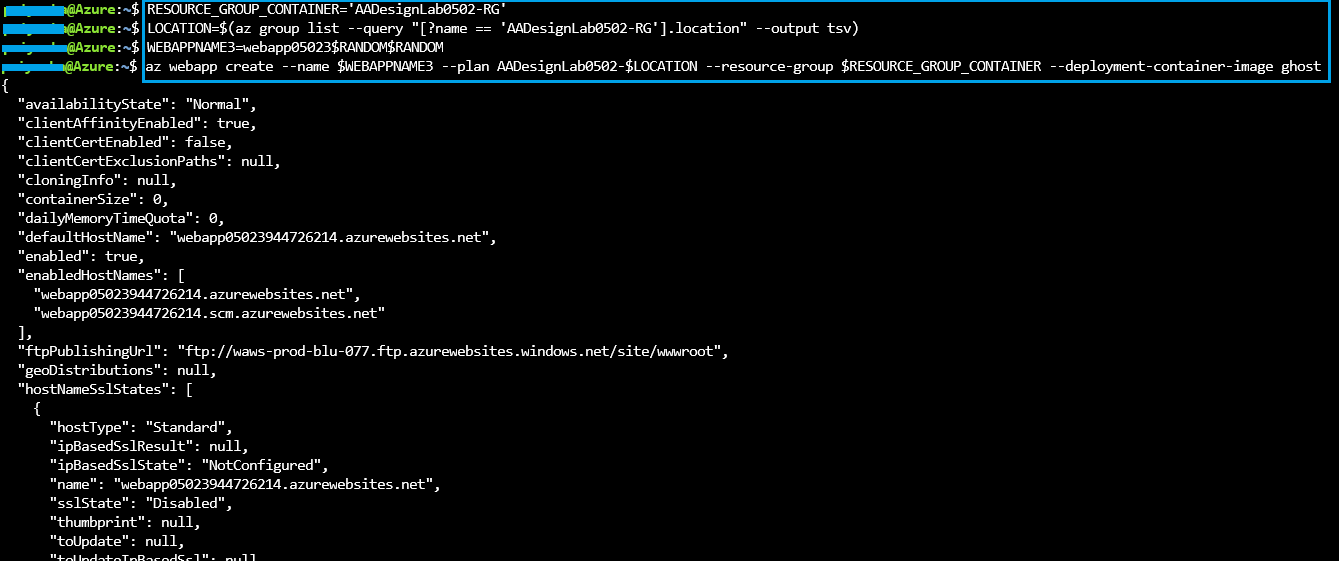 @Azure:~$ RESOURCE_GROUP_CONTAINER='AADesignLab0502-RG'
@Azure:~$ LOCATION=$(az group list --query "[?name == 'AADesignLab0502-RG'].location" --output tsv)
@Azure:~$ WEBAPPNAME3=webapp05023$RANDOM$RANDOM
@Azure:~$ az webapp create --name $WEBAPPNAME3 --plan AADesignLab0502-$LOCATION --resource-group $RESOURCE_GROUP_CONTAINER --deployment-container-image ghost
{
  "availabilityState": "Normal",
  "clientAffinityEnabled": true,
  "clientCertEnabled": false,
  "clientCertExclusionPaths": null,
  "cloningInfo": null,
  "containerSize": 0,
  "dailyMemoryTimeQuota": 0,
  "defaultHostName": "webapp05023944726214.azurewebsites.net",
  "enabled": true,
  "enabledHostNames": [
    "webapp05023944726214.azurewebsites.net",
    "webapp05023944726214.scm.azurewebsites.net"
  ],
  "ftpPublishingUrl": "ftp://waws-prod-blu-077.ftp.azurewebsites.windows.net/site/wwwroot",
  "geoDistributions": null,
  "hostNameSslStates": [
    {
      "hostType": "Standard",
      "ipBasedSslResult": null,
      "ipBasedSslState": "NotConfigured",
      "name": "webapp05023944726214.azurewebsites.net",
      "sslState": "Disabled",
      "thumbprint": null,
      "toUpdate": null,
      "toUpdateIpBasedSsl": null